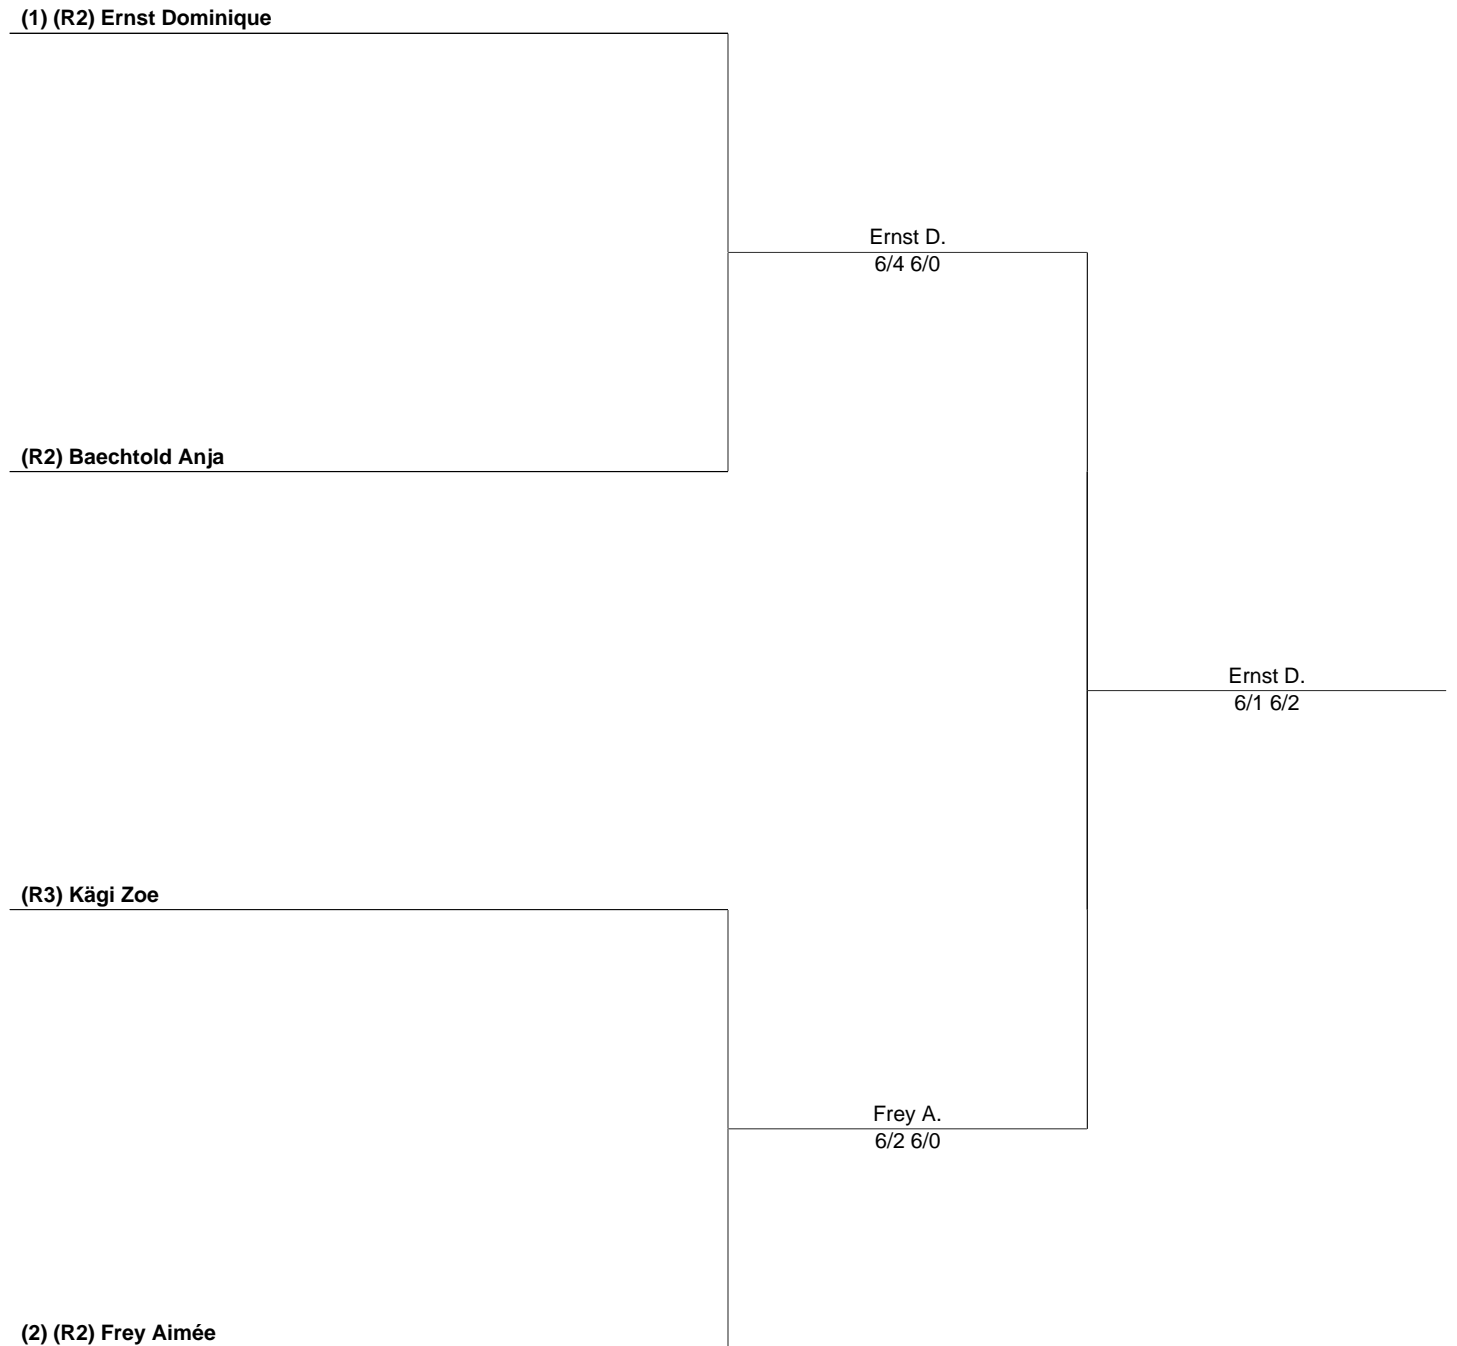 (1) (R2) Ernst Dominique
Ernst D.
6/4 6/0
(R2) Baechtold Anja
Ernst D.
6/1 6/2
(R3) Kägi Zoe
Frey A.
6/2 6/0
(2) (R2) Frey Aimée